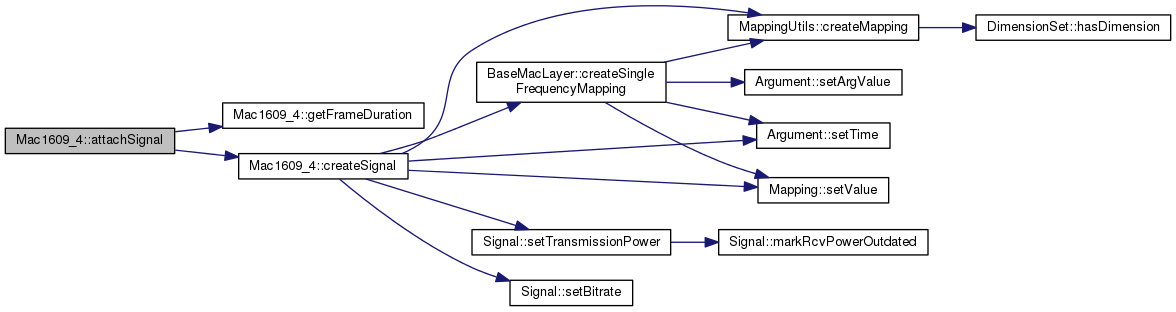 Mac1609_4::attachSignal
Mac1609_4::getFrameDuration
Mac1609_4::createSignal
BaseMacLayer::createSingle
FrequencyMapping
MappingUtils::createMapping
DimensionSet::hasDimension
Argument::setArgValue
Argument::setTime
Mapping::setValue
Signal::setTransmissionPower
Signal::markRcvPowerOutdated
Signal::setBitrate